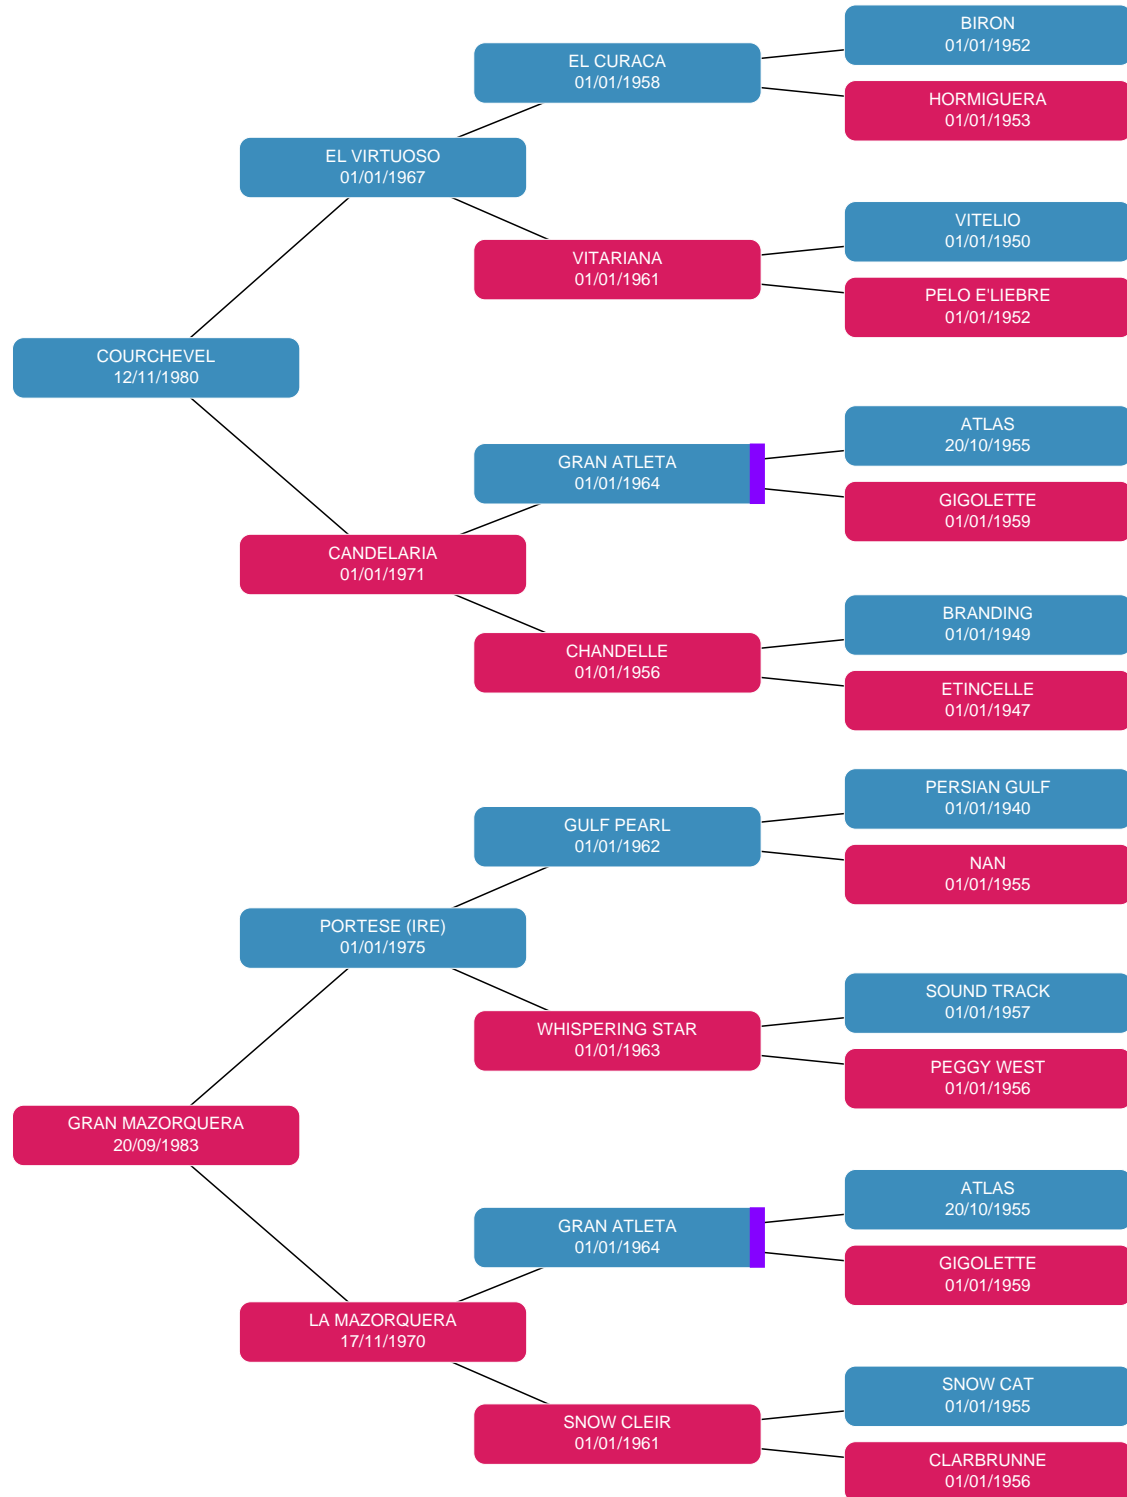 BIRON
01/01/1952
EL CURACA
01/01/1958
HORMIGUERA
01/01/1953
EL VIRTUOSO
01/01/1967
VITELIO
01/01/1950
VITARIANA
01/01/1961
PELO E'LIEBRE
01/01/1952
COURCHEVEL
12/11/1980
ATLAS
20/10/1955
GRAN ATLETA
01/01/1964
GIGOLETTE
01/01/1959
CANDELARIA
01/01/1971
BRANDING
01/01/1949
CHANDELLE
01/01/1956
ETINCELLE
01/01/1947
PERSIAN GULF
01/01/1940
GULF PEARL
01/01/1962
NAN
01/01/1955
PORTESE (IRE)
01/01/1975
SOUND TRACK
01/01/1957
WHISPERING STAR
01/01/1963
PEGGY WEST
01/01/1956
GRAN MAZORQUERA
20/09/1983
ATLAS
20/10/1955
GRAN ATLETA
01/01/1964
GIGOLETTE
01/01/1959
LA MAZORQUERA
17/11/1970
SNOW CAT
01/01/1955
SNOW CLEIR
01/01/1961
CLARBRUNNE
01/01/1956